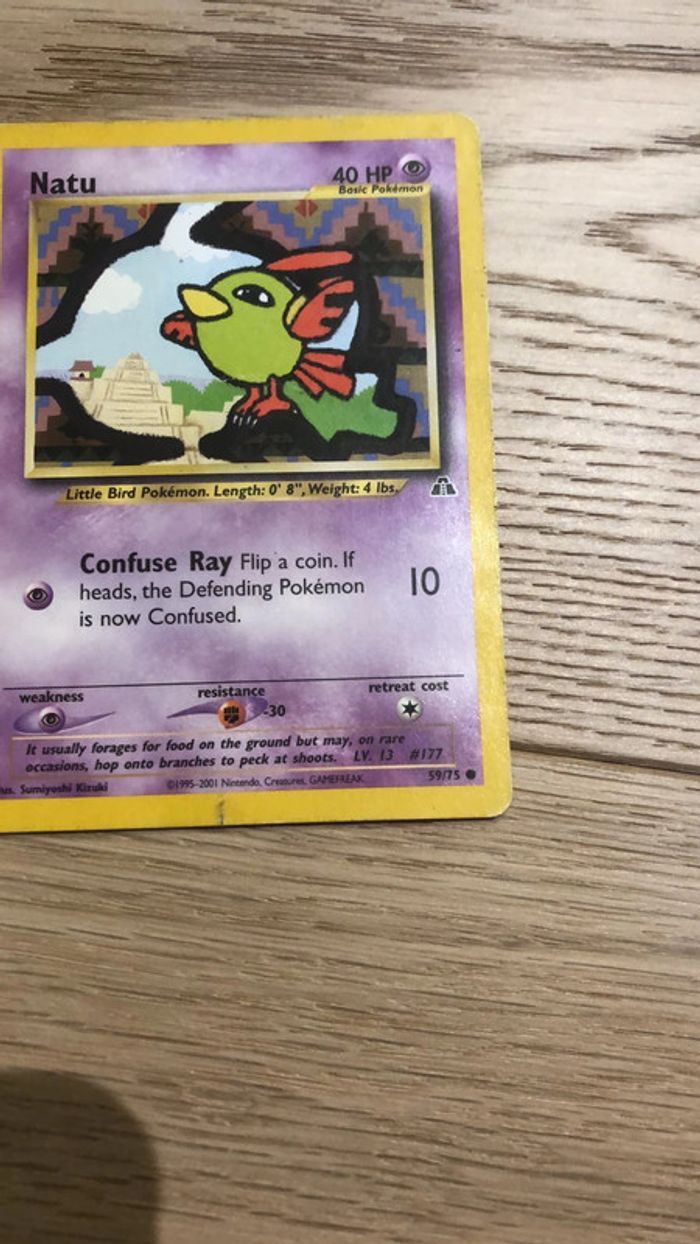 Natu
40 HP
Basic Pokémon
Little Bird Pokémon. Length: 0' 8", Weight: 4 lbs.
Confuse Ray Flip a coin. If
heads, the Defending Pokémon
is now Confused.
10
weakness
resistance
retreat cost
-30
It usually forages for food on the ground but may, on rare
occasions, hop onto branches to peck at shoots. LV. 13 #177
us. Sumiyoshi Kizuki
©1995-2001 Nintendo, Creatures, GAMEFREAK.
59/75